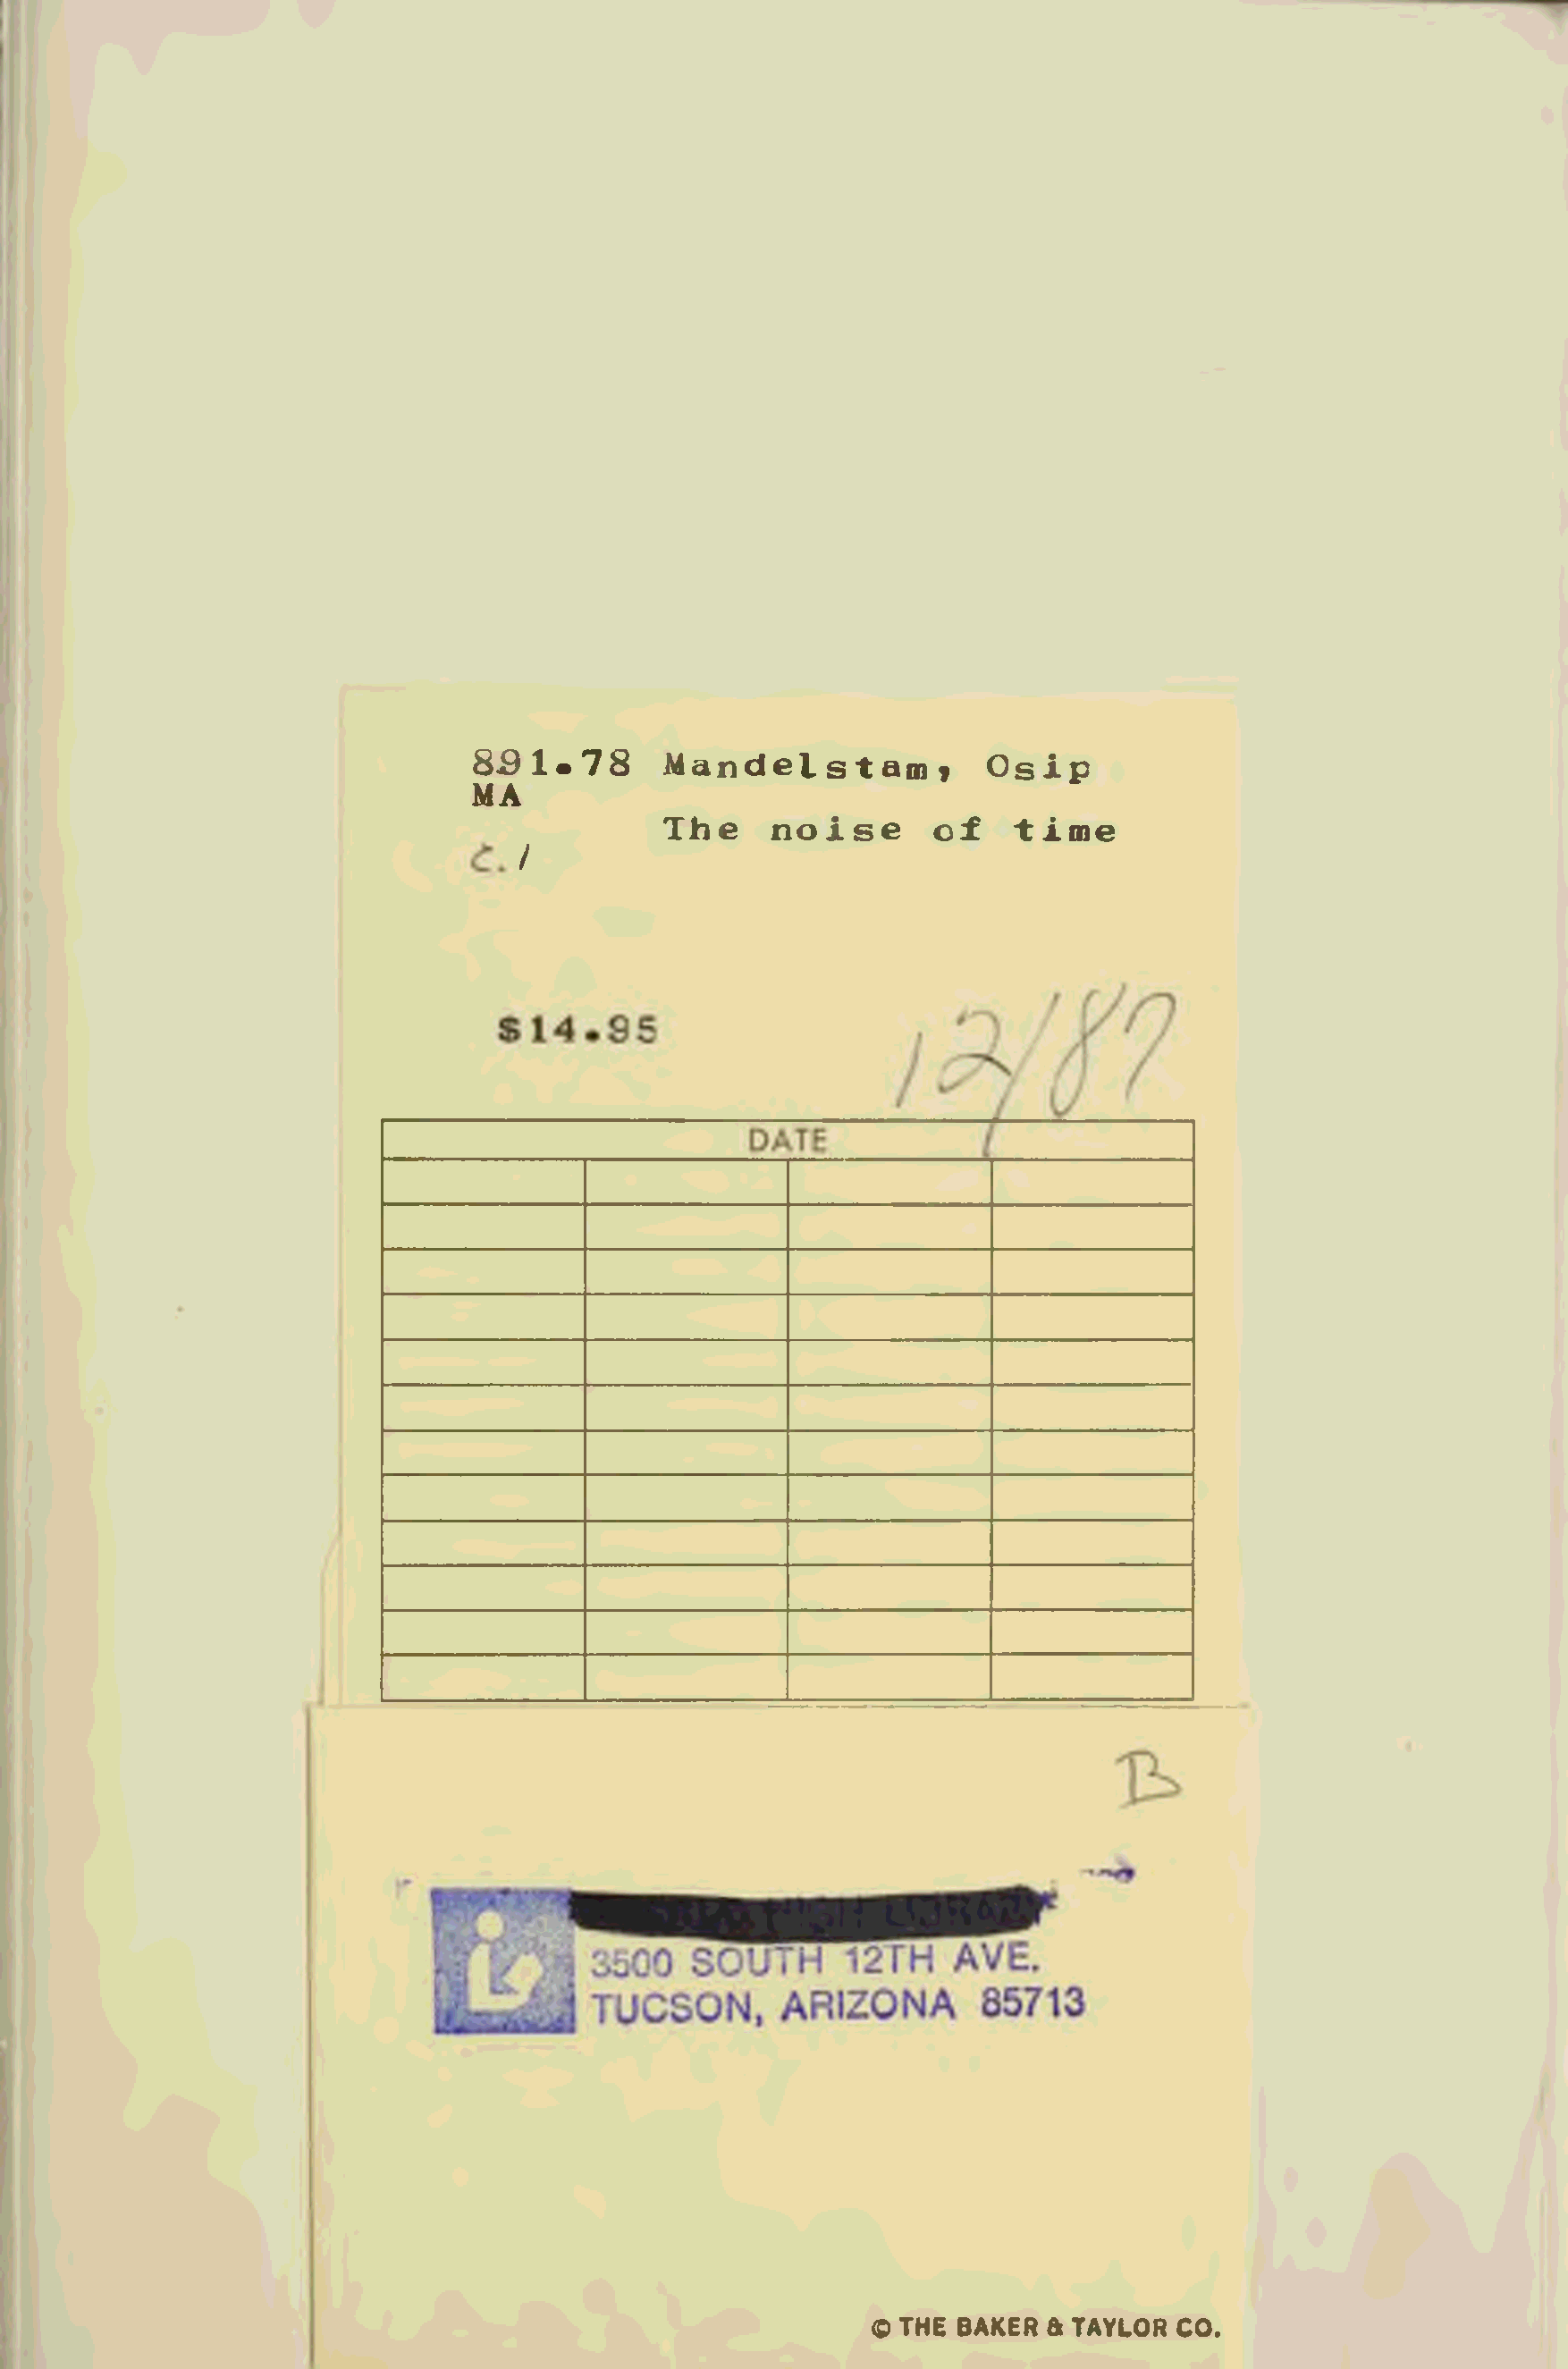 891.78 Mandelstam, Osip
MA
The noise of time
C. 1
$14.95
12/87
DATE
B
3500 SOUTH 12TH AVE.
TUCSON, ARIZONA 85713
© THE BAKER & TAYLOR CO.